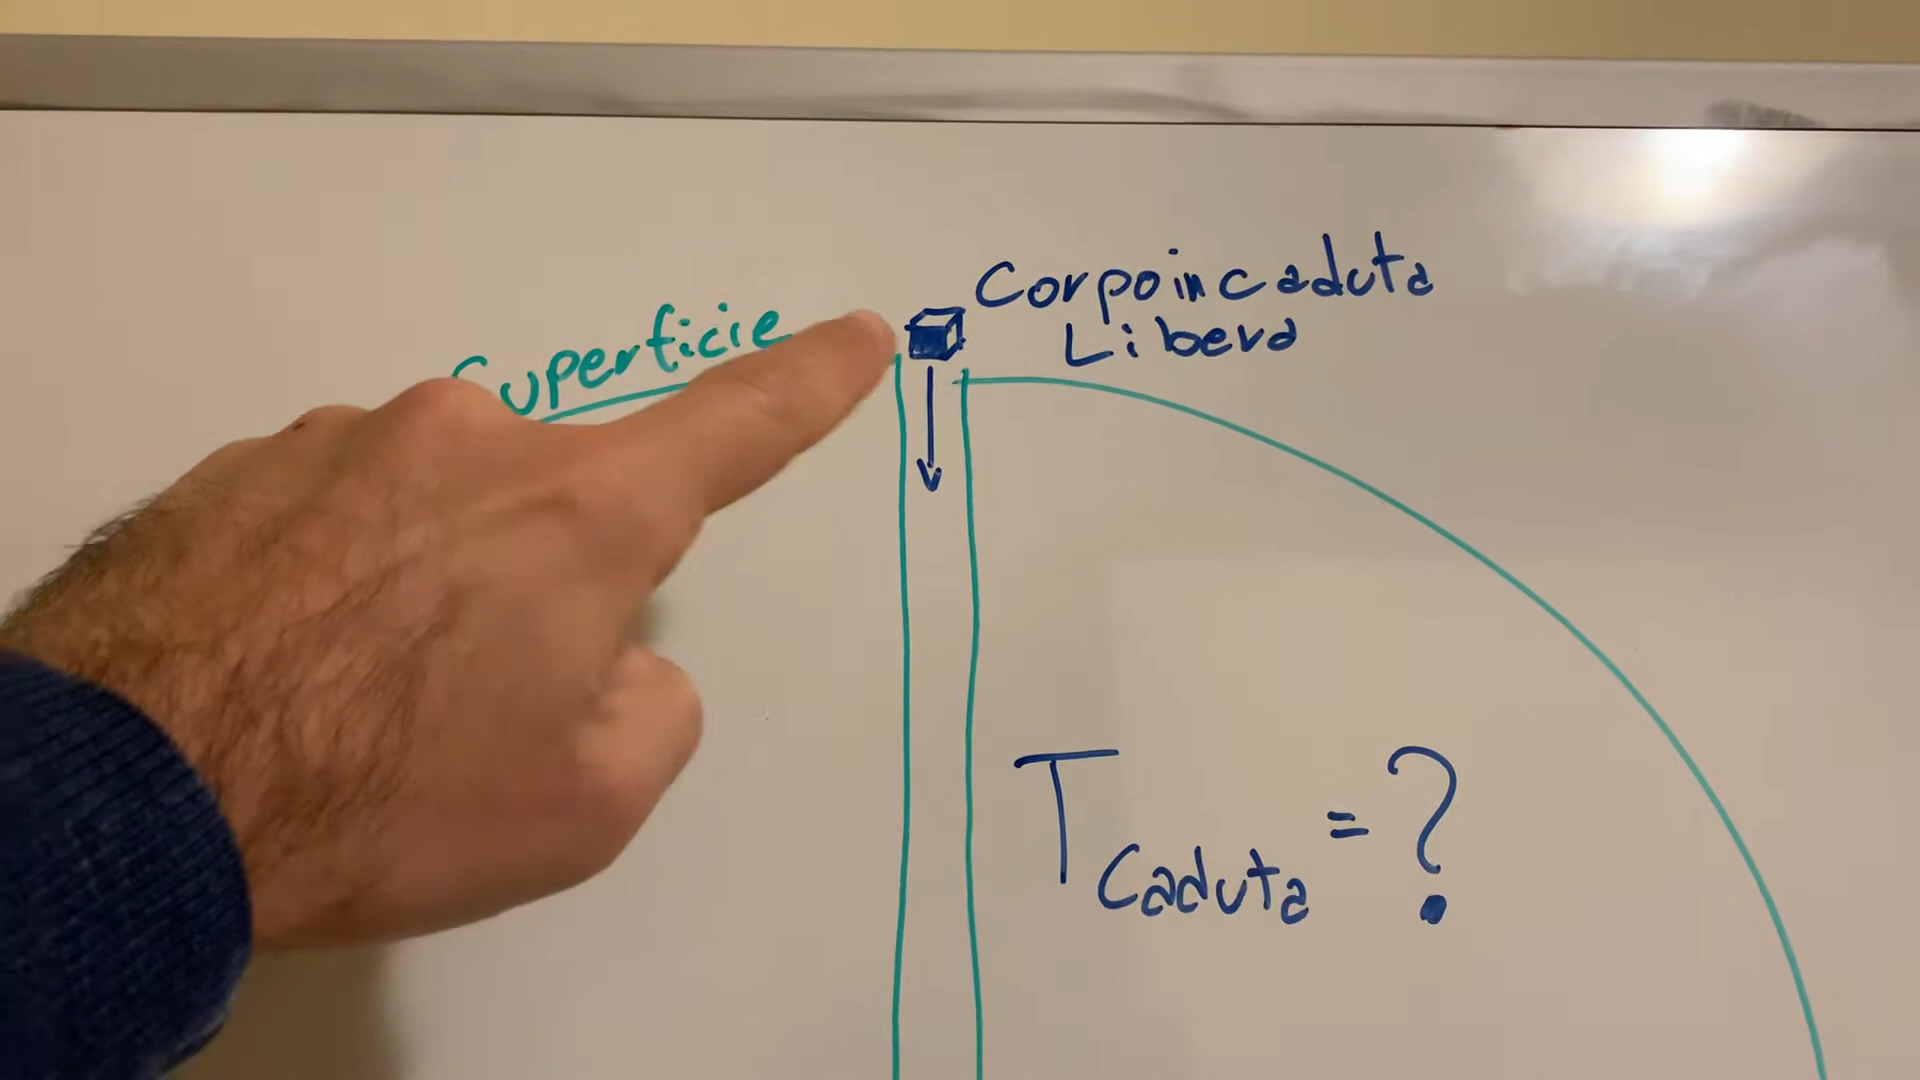 Superficie
Corpo in caduta
Libera
T Caduta = ?